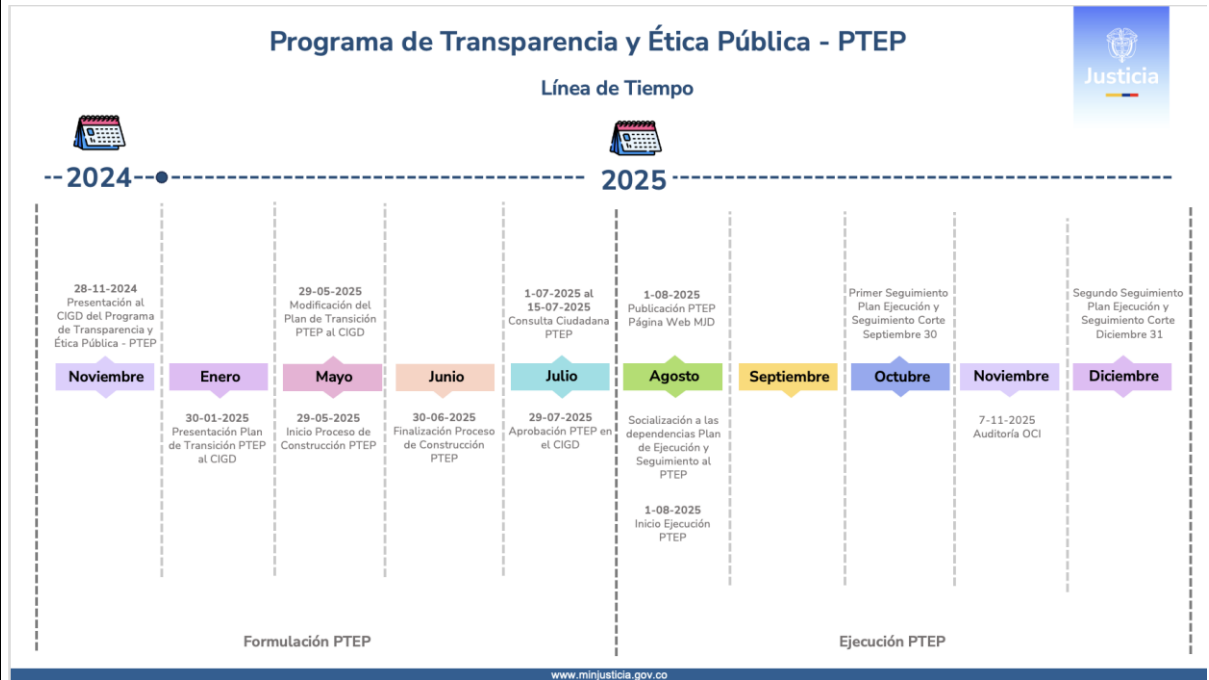 Programa de Transparencia y Ética Pública - PTEP
Justicia
Línea de Tiempo
2024
2025
28-11-2024
Presentación al
CIGD del Programa
de Transparencia y
Ética Pública - PTEP
29-05-2025
Modificación del
Plan de Transición
PTEP al CIGD
1-07-2025 al
15-07-2025
Consulta Ciudadana
PTEP
1-08-2025
Publicación PTEP
Página Web MJD
Primer Seguimiento
Plan Ejecución y
Seguimiento Corte
Septiembre 30
Segundo Seguimiento
Plan Ejecución y
Seguimiento Corte
Diciembre 31
Noviembre
Enero
Mayo
Junio
Julio
Agosto
Septiembre
Octubre
Noviembre
Diciembre
30-01-2025
Presentación Plan
de Transición PTEP
al CIGD
29-05-2025
Inicio Proceso de
Construcción PTEP
30-06-2025
Finalización Proceso
de Construcción
PTEP
29-07-2025
Aprobación PTEP en
el CIGD
Socialización a las
dependencias Plan
de Ejecución y
Seguimiento al
PTEP
1-08-2025
Inicio Ejecución
PTEP
7-11-2025
Auditoría OCI
Formulación PTEP
Ejecución PTEP
www.minjusticia.gov.co